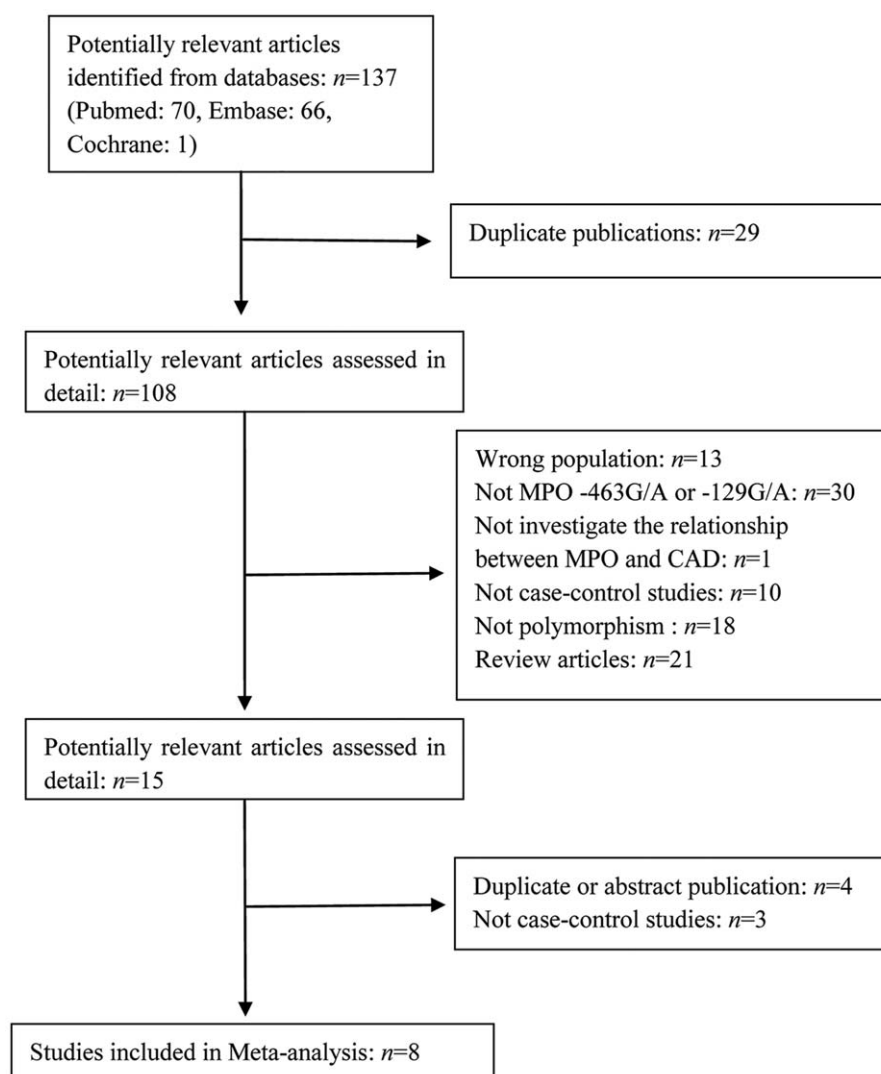 Potentially relevant articles
identified from databases: n=137
(Pubmed: 70, Embase: 66,
Cochrane: 1)
Duplicate publications: n=29
Potentially relevant articles assessed in
detail: n=108
Wrong population: n=13
Not MPO -463G/A or -129G/A: n=30
Not investigate the relationship
between MPO and CAD: n=1
Not case-control studies: n=10
Not polymorphism : n=18
Review articles: n=21
Potentially relevant articles assessed in
detail: n=15
Duplicate or abstract publication: n=4
Not case-control studies: n=3
Studies included in Meta-analysis: n=8